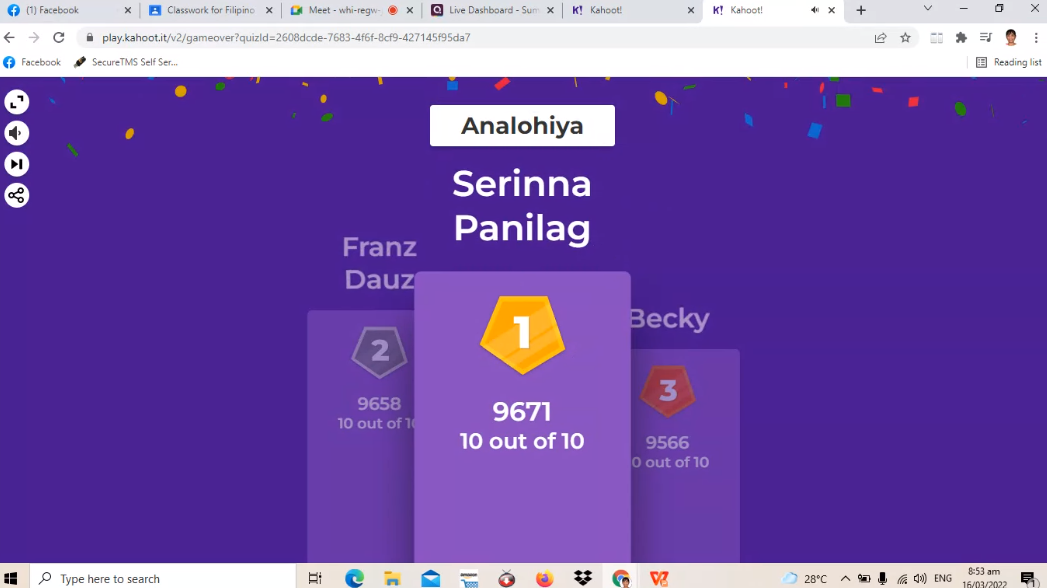 (1) Facebook
Classwork for Filipino
Meet - whi-regw-
Live Dashboard - Sum
K! Kahoot!
K! Kahoot!
play.kahoot.it/v2/gameover?quizId=2608dcde-7683-4f6f-8cf9-427145f95da7
Facebook
SecureTMS Self Ser...
Reading list
Analohiya
Serinna
Panilag
Franz
Dauz
Becky
1
2
3
9671
10 out of 10
9658
10 out of 10
9566
0 out of 10
Type here to search
28°C
ENG
8:53 am
16/03/2022